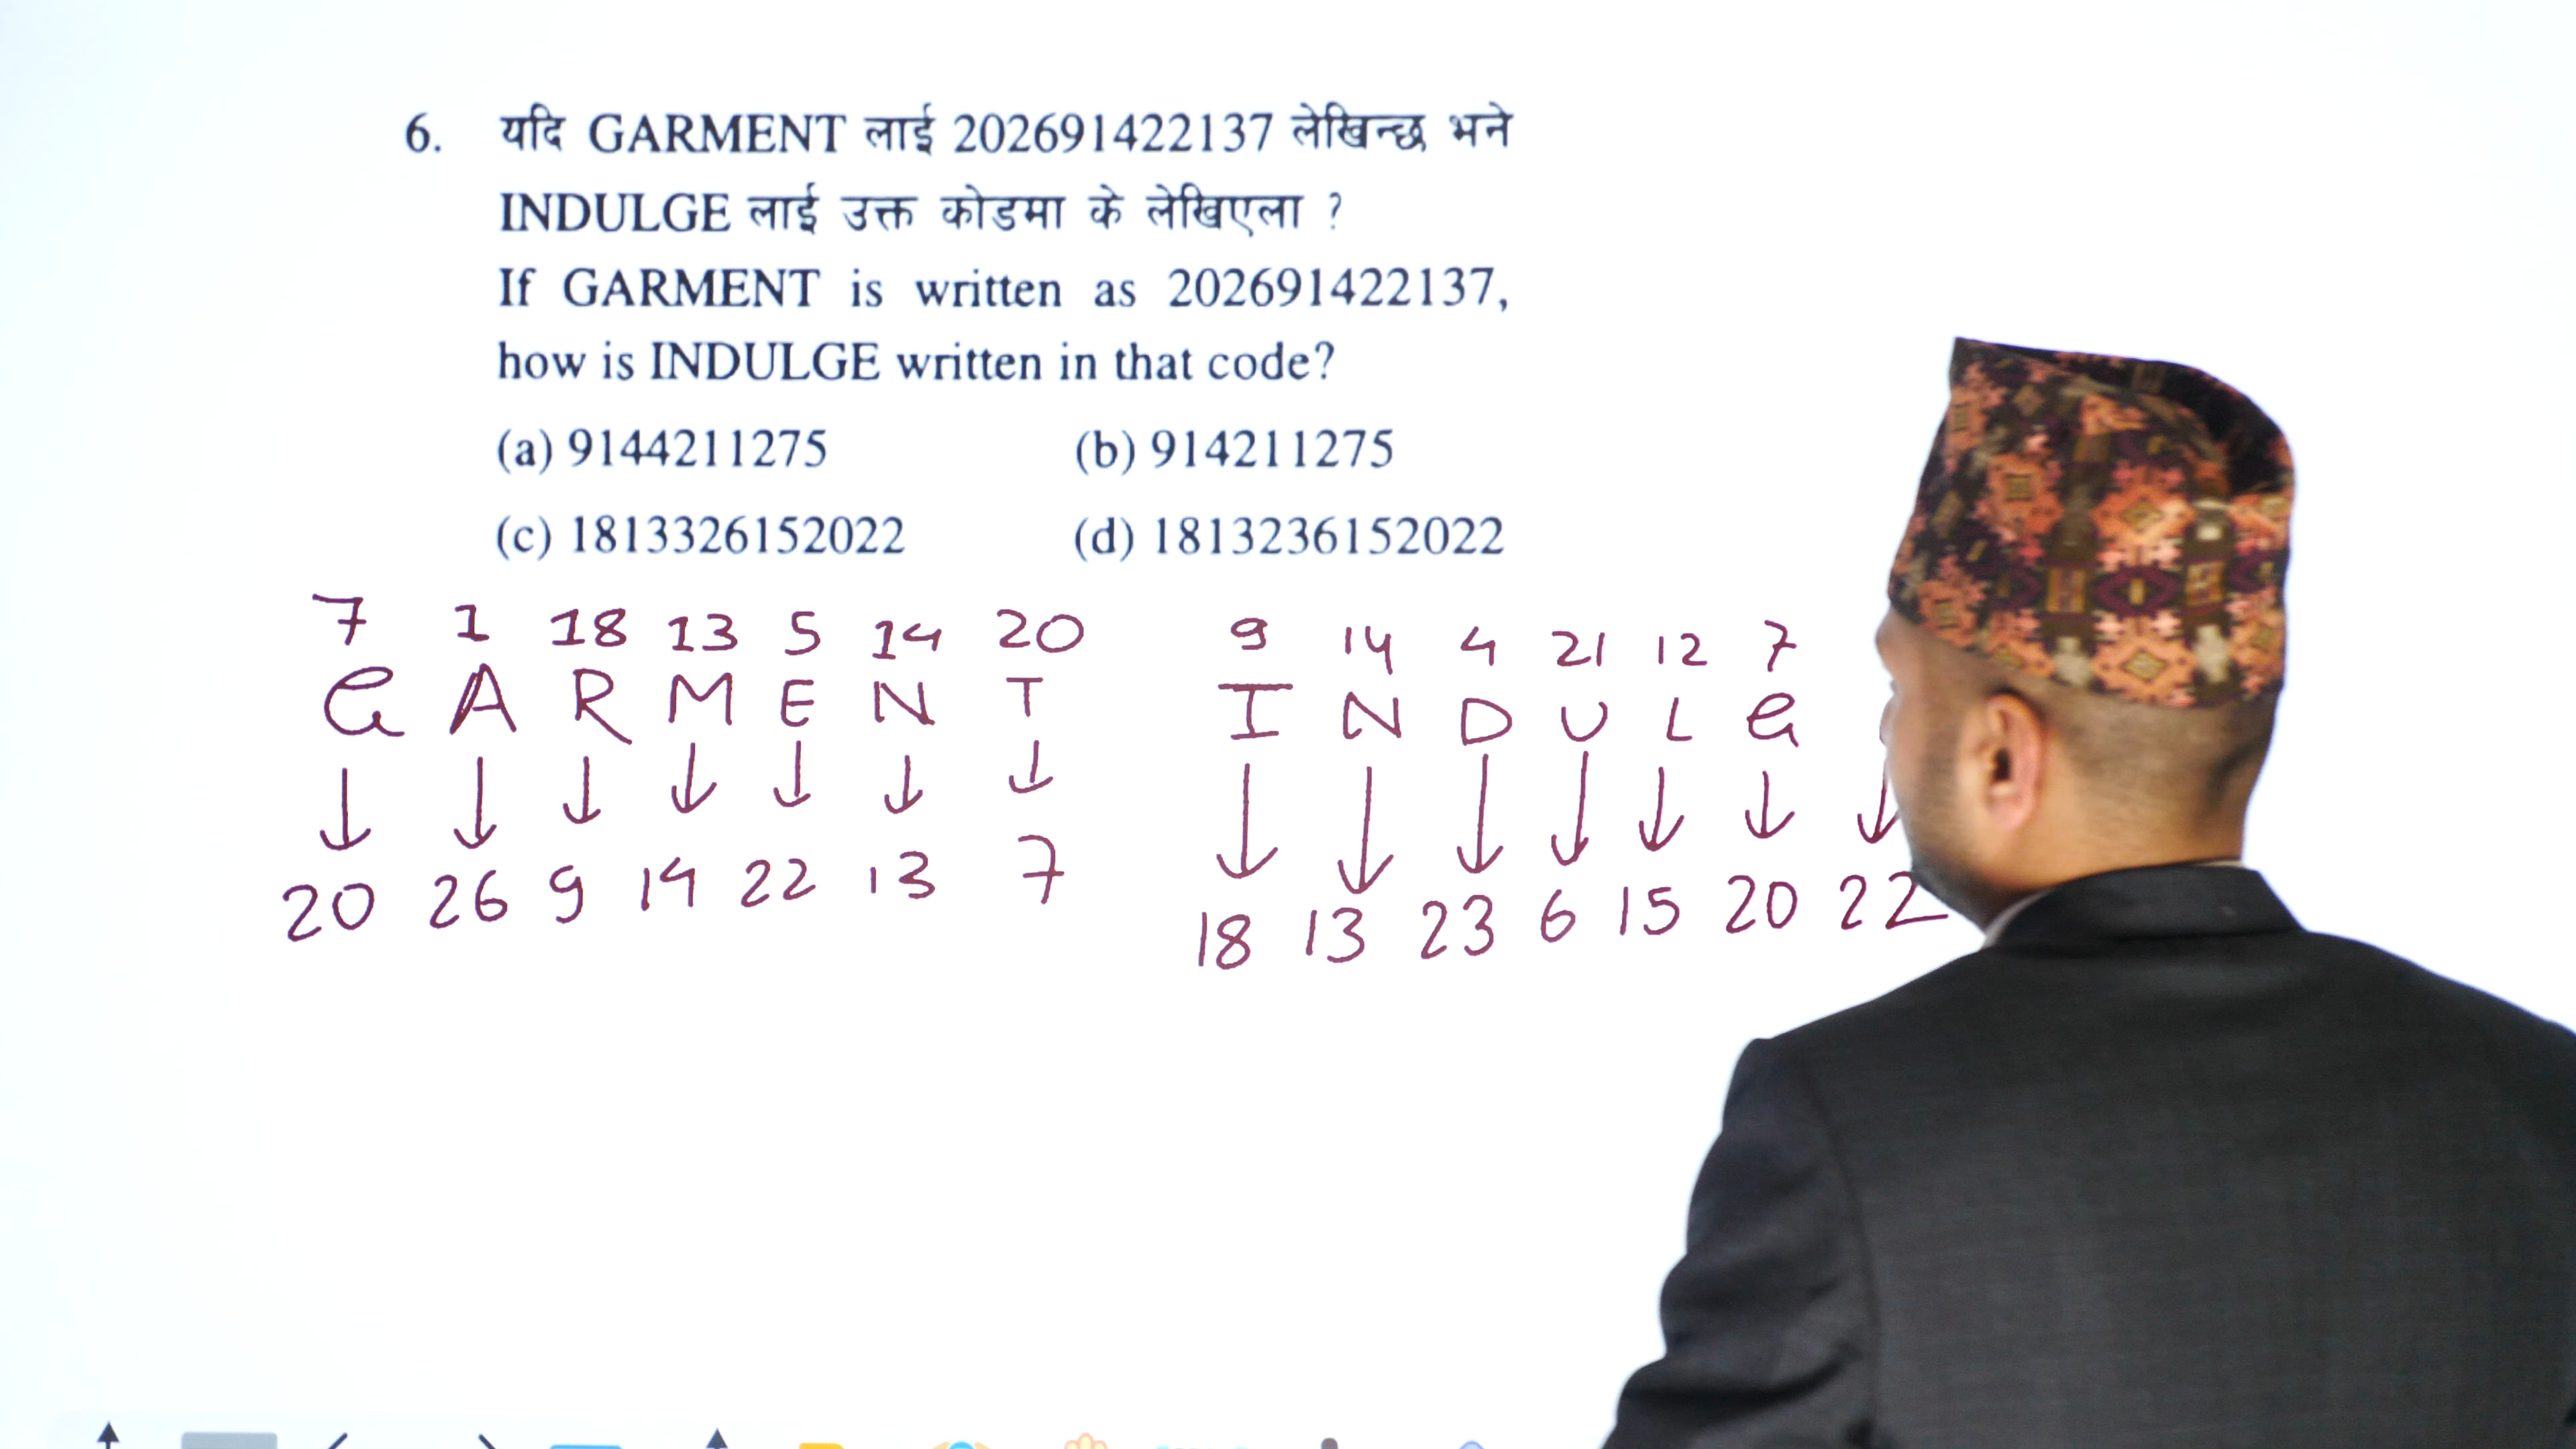 6. यदि GARMENT लाई 202691422137 लेखिन्छ भने
INDULGE लाई उक्त कोडमा के लेखिएला ?
If GARMENT is written as 202691422137,
how is INDULGE written in that code?
(a) 9144211275 (b) 914211275
(c) 1813326152022 (d) 1813236152022
7 1 18 13 5 14 20 9 14 4 21 12 7
G A R M E N T I N D U L G
↓ ↓ ↓ ↓ ↓ ↓ ↓ ↓ ↓ ↓ ↓ ↓ ↓ ↓
20 26 9 14 22 13 7 18 13 23 6 15 20 22